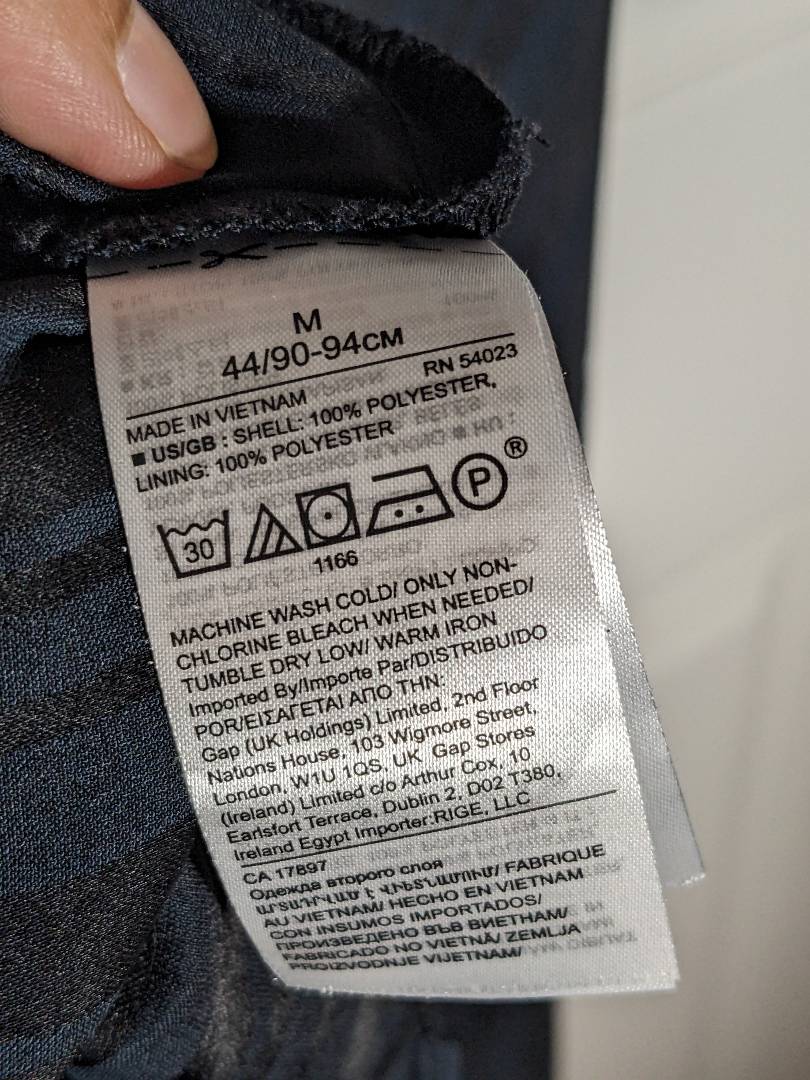 M
44/90-94CM
RN 54023
MADE IN VIETNAM
■ US/GB : SHELL: 100% POLYESTER,
LINING: 100% POLYESTER
30
P
®
1166
MACHINE WASH COLD/ ONLY NON-
CHLORINE BLEACH WHEN NEEDED/
TUMBLE DRY LOW/ WARM IRON
Imported By/Importe Par/DISTRIBUIDO
POR/ΕΙΣΑΓΕΤΑΙ ΑΠΟ ΤΗΝ:
Gap (UK Holdings) Limited, 2nd Floor
Nations House, 103 Wigmore Street,
London, W1U 1QS, UK Gap Stores
(Ireland) Limited c/o Arthur Cox, 10
Earlsfort Terrace, Dublin 2, D02 T380,
Ireland Egypt Importer:RIGE, LLC
CA 17897
Одежда второго слоя
ԱՐՏԱԴՐՎԱԾ Է ՎԻԵՏՆԱՄՈՒՄ/ FABRIQUE
AU VIETNAM/ HECHO EN VIETNAM
CON INSUMOS IMPORTADOS/
ПРОИЗВЕДЕНО ВЪВ ВИЕТНАМ/
FABRICADO NO VIETNÃ/ ZEMLJA
PROIZVODNJE VIJETNAM/